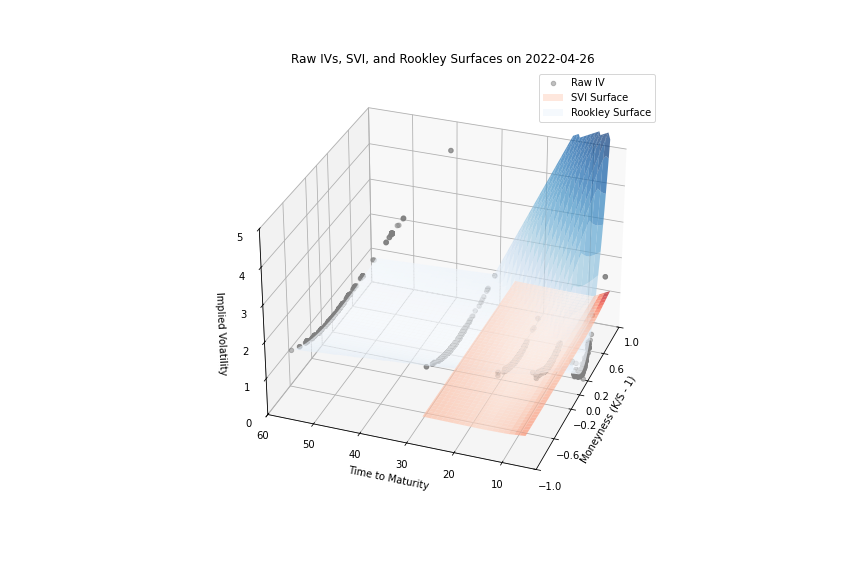 Raw IVs, SVI, and Rookley Surfaces on 2022-04-26
Raw IV
SVI Surface
Rookley Surface
5
4
3
2
1
0
Implied Volatility
60
50
40
30
20
10
Time to Maturity
1.0
0.6
0.2
0.0
−0.2
−0.6
−1.0
Moneyness (K/S - 1)